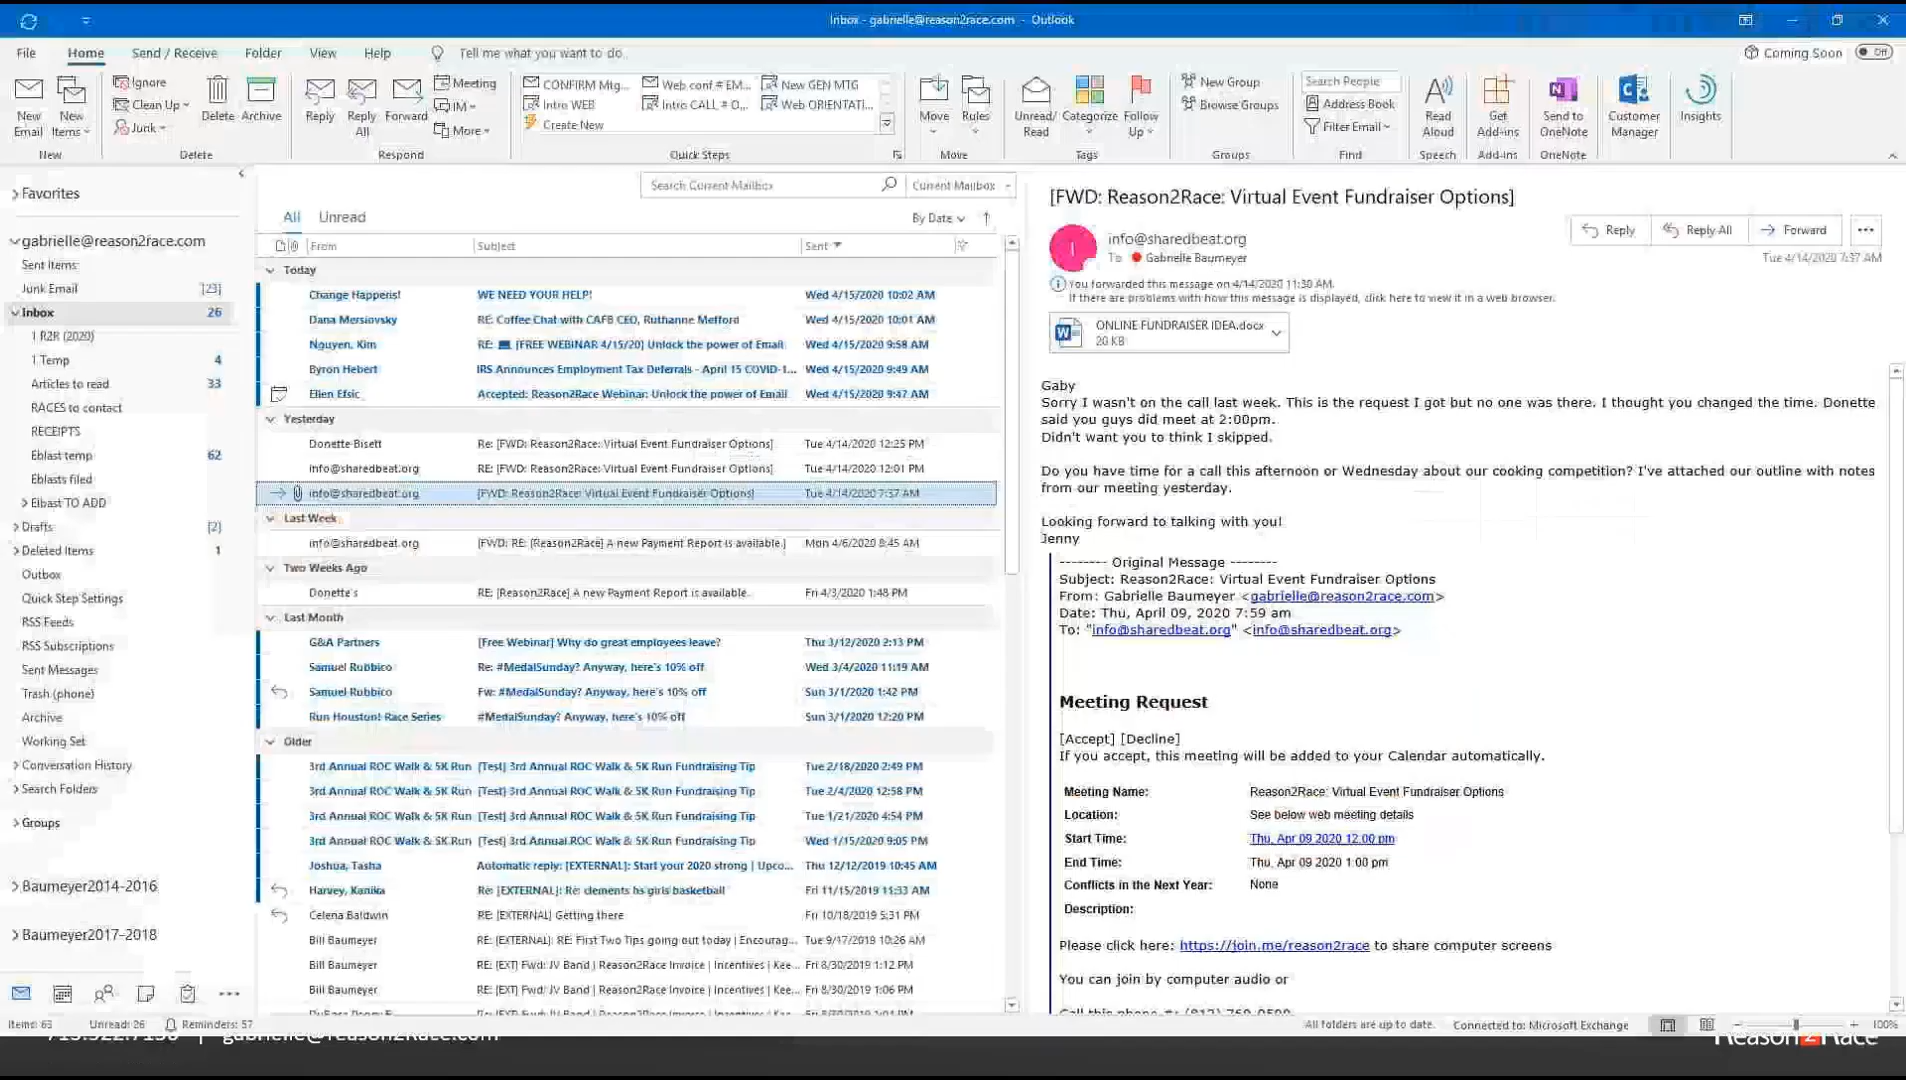 Inbox - gabrielle@reason2race.com - Outlook
File Home Send / Receive Folder View Help Tell me what you want to do
Coming Soon Off
New Email
New Items
Ignore
Clean Up
Junk
Delete
Archive
Reply
Reply All
Forward
Meeting
IM
More
CONFIRM Mtg... Web conf # EM... New GEN MTG
Intro WEB Intro CALL # O... Web ORIENTATI...
Create New
Move
Rules
Unread/ Read
Categorize
Follow Up
New Group
Browse Groups
Search People
Address Book
Filter Email
Read Aloud
Get Add-ins
Send to OneNote
Customer Manager
Insights
New Delete Respond Quick Steps Move Tags Groups Find Speech Add-ins OneNote
Favorites
gabrielle@reason2race.com
Sent Items
Junk Email [23]
Inbox 26
1 R2R (2020)
1 Temp 4
Articles to read 33
RACES to contact
RECEIPTS
Eblast temp 62
Eblasts filed
Elbast TO ADD
Drafts [2]
Deleted Items 1
Outbox
Quick Step Settings
RSS Feeds
RSS Subscriptions
Sent Messages
Trash (phone)
Archive
Working Set
Conversation History
Search Folders
Groups
Baumeyer2014-2016
Baumeyer2017-2018
Items: 63 Unread: 26 Reminders: 57
Search Current Mailbox Current Mailbox
All Unread By Date
From Subject Sent
Today
Change Happens! WE NEED YOUR HELP! Wed 4/15/2020 10:02 AM
Dana Mersiovsky RE: Coffee Chat with CAFB CEO, Ruthanne Mefford Wed 4/15/2020 10:01 AM
Nguyen, Kim RE: [FREE WEBINAR 4/15/20] Unlock the power of Email Wed 4/15/2020 9:58 AM
Byron Hebert IRS Announces Employment Tax Deferrals - April 15 COVID-1... Wed 4/15/2020 9:49 AM
Ellen Efsic Accepted: Reason2Race Webinar: Unlock the power of Email Wed 4/15/2020 9:47 AM
Yesterday
Donette Bisett Re: [FWD: Reason2Race: Virtual Event Fundraiser Options] Tue 4/14/2020 12:25 PM
info@sharedbeat.org RE: [FWD: Reason2Race: Virtual Event Fundraiser Options] Tue 4/14/2020 12:01 PM
info@sharedbeat.org [FWD: Reason2Race: Virtual Event Fundraiser Options] Tue 4/14/2020 7:37 AM
Last Week
info@sharedbeat.org [FWD: RE: [Reason2Race] A new Payment Report is available.] Mon 4/6/2020 8:45 AM
Two Weeks Ago
Donette's RE: [Reason2Race] A new Payment Report is available. Fri 4/3/2020 1:48 PM
Last Month
G&A Partners [Free Webinar] Why do great employees leave? Thu 3/12/2020 2:13 PM
Samuel Rubbico Re: #MedalSunday? Anyway, here's 10% off Wed 3/4/2020 11:19 AM
Samuel Rubbico Fw: #MedalSunday? Anyway, here's 10% off Sun 3/1/2020 1:42 PM
Run Houston! Race Series #MedalSunday? Anyway, here's 10% off Sun 3/1/2020 12:20 PM
Older
3rd Annual ROC Walk & 5K Run [Test] 3rd Annual ROC Walk & 5K Run Fundraising Tip Tue 2/18/2020 2:49 PM
3rd Annual ROC Walk & 5K Run [Test] 3rd Annual ROC Walk & 5K Run Fundraising Tip Tue 2/4/2020 12:58 PM
3rd Annual ROC Walk & 5K Run [Test] 3rd Annual ROC Walk & 5K Run Fundraising Tip Tue 1/21/2020 4:54 PM
3rd Annual ROC Walk & 5K Run [Test] 3rd Annual ROC Walk & 5K Run Fundraising Tip Wed 1/15/2020 9:05 PM
Joshua, Tasha Automatic reply: [EXTERNAL]: Start your 2020 strong | Upco... Thu 12/12/2019 10:45 AM
Harvey, Kanika Re: [EXTERNAL]: Re: clements hs girls basketball Fri 11/15/2019 11:33 AM
Celena Baldwin RE: [EXTERNAL] Getting there Fri 10/18/2019 5:31 PM
Bill Baumeyer RE: [EXTERNAL]: RE: First Two Tips going out today | Encourag... Tue 9/17/2019 10:26 AM
Bill Baumeyer RE: [EXT] Fwd: JV Band | Reason2Race Invoice | Incentives | Kee... Fri 8/30/2019 1:12 PM
Bill Baumeyer RE: [EXT] Fwd: JV Band | Reason2Race Invoice | Incentives | Kee... Fri 8/30/2019 1:06 PM
[FWD: Reason2Race: Virtual Event Fundraiser Options]
I
info@sharedbeat.org
To Gabrielle Baumeyer
Reply Reply All Forward
Tue 4/14/2020 7:37 AM
You forwarded this message on 4/14/2020 11:30 AM.
If there are problems with how this message is displayed, click here to view it in a web browser.
ONLINE FUNDRAISER IDEA.docx
20 KB
Gaby
Sorry I wasn't on the call last week. This is the request I got but no one was there. I thought you changed the time. Donette
said you guys did meet at 2:00pm.
Didn't want you to think I skipped.
Do you have time for a call this afternoon or Wednesday about our cooking competition? I've attached our outline with notes
from our meeting yesterday.
Looking forward to talking with you!
Jenny
-------- Original Message --------
Subject: Reason2Race: Virtual Event Fundraiser Options
From: Gabrielle Baumeyer <gabrielle@reason2race.com>
Date: Thu, April 09, 2020 7:59 am
To: "info@sharedbeat.org" <info@sharedbeat.org>
Meeting Request
[Accept] [Decline]
If you accept, this meeting will be added to your Calendar automatically.
Meeting Name: Reason2Race: Virtual Event Fundraiser Options
Location: See below web meeting details
Start Time: Thu, Apr 09 2020 12:00 pm
End Time: Thu, Apr 09 2020 1:00 pm
Conflicts in the Next Year: None
Description:
Please click here: https://join.me/reason2race to share computer screens
You can join by computer audio or
All folders are up to date. Connected to: Microsoft Exchange 100%
gabrielle@reason2race.com
Reason2Race